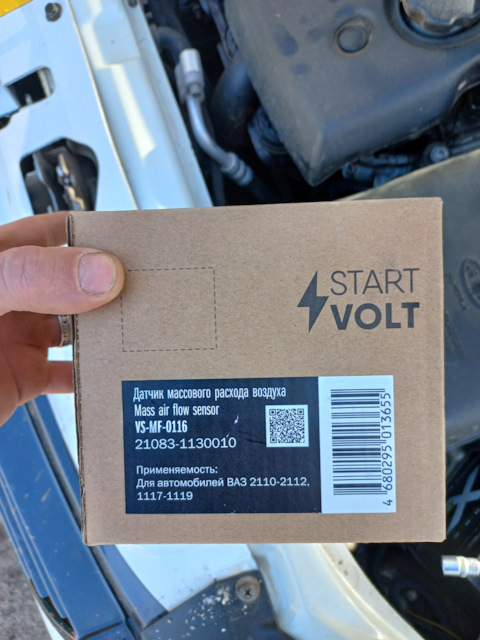 START
VOLT
Датчик массового расхода воздуха
Mass air flow sensor
VS-MF-0116
21083-1130010
Применяемость:
Для автомобилей ВАЗ 2110-2112,
1117-1119
4 680295 013655